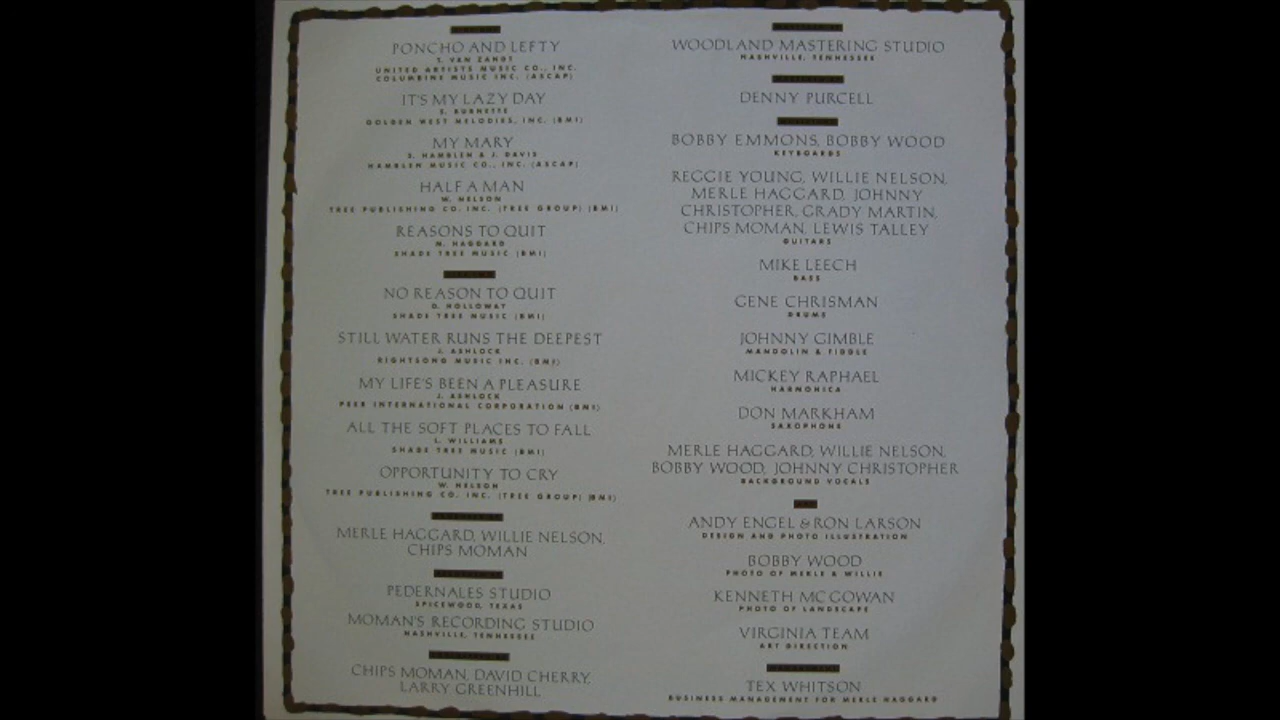 PONCHO AND LEFTY
T. VAN ZANDT
UNITED ARTISTS MUSIC CO., INC.
COLUMBINE MUSIC INC. (ASCAP)
IT'S MY LAZY DAY
S. BURNETTE
GOLDEN WEST MELODIES, INC. (BMI)
MY MARY
S. HAMBLEN & J. DAVIS
HAMBLEN MUSIC CO., INC. (ASCAP)
HALF A MAN
W. NELSON
TREE PUBLISHING CO. INC. (TREE GROUP) (BMI)
REASONS TO QUIT
M. HAGGARD
SHADE TREE MUSIC (BMI)
NO REASON TO QUIT
D. HOLLOWAY
SHADE TREE MUSIC (BMI)
STILL WATER RUNS THE DEEPEST
J. ASHLOCK
RIGHTSONG MUSIC INC. (BMI)
MY LIFE'S BEEN A PLEASURE
J. ASHLOCK
PEER INTERNATIONAL CORPORATION (BMI)
ALL THE SOFT PLACES TO FALL
L. WILLIAMS
SHADE TREE MUSIC (BMI)
OPPORTUNITY TO CRY
W. NELSON
TREE PUBLISHING CO. INC. (TREE GROUP) (BMI)
MERLE HAGGARD, WILLIE NELSON,
CHIPS MOMAN
PEDERNALES STUDIO
SPICEWOOD, TEXAS
MOMAN'S RECORDING STUDIO
NASHVILLE, TENNESSEE
CHIPS MOMAN, DAVID CHERRY,
LARRY GREENHILL
WOODLAND MASTERING STUDIO
NASHVILLE, TENNESSEE
DENNY PURCELL
BOBBY EMMONS, BOBBY WOOD
KEYBOARDS
REGGIE YOUNG, WILLIE NELSON,
MERLE HAGGARD, JOHNNY
CHRISTOPHER, GRADY MARTIN,
CHIPS MOMAN, LEWIS TALLEY
GUITARS
MIKE LEECH
BASS
GENE CHRISMAN
DRUMS
JOHNNY GIMBLE
MANDOLIN & FIDDLE
MICKEY RAPHAEL
HARMONICA
DON MARKHAM
SAXOPHONE
MERLE HAGGARD, WILLIE NELSON,
BOBBY WOOD, JOHNNY CHRISTOPHER
BACKGROUND VOCALS
ANDY ENGEL & RON LARSON
DESIGN AND PHOTO ILLUSTRATION
BOBBY WOOD
PHOTO OF MERLE & WILLIE
KENNETH MC GOWAN
PHOTO OF LANDSCAPE
VIRGINIA TEAM
ART DIRECTION
TEX WHITSON
BUSINESS MANAGEMENT FOR MERLE HAGGARD